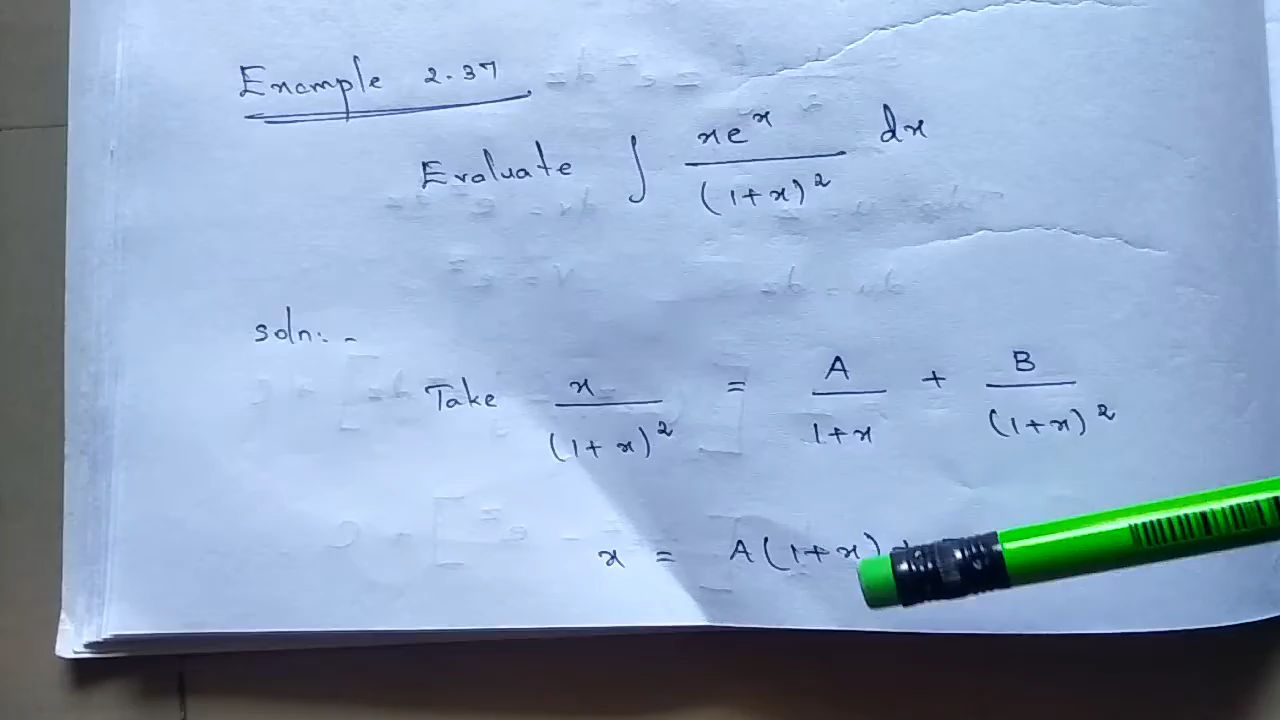 Example 2.37
Evaluate ∫ xe^x / (1+x)^2 dx
Soln:-
Take x / (1+x)^2 = A / 1+x + B / (1+x)^2
x = A(1+x)